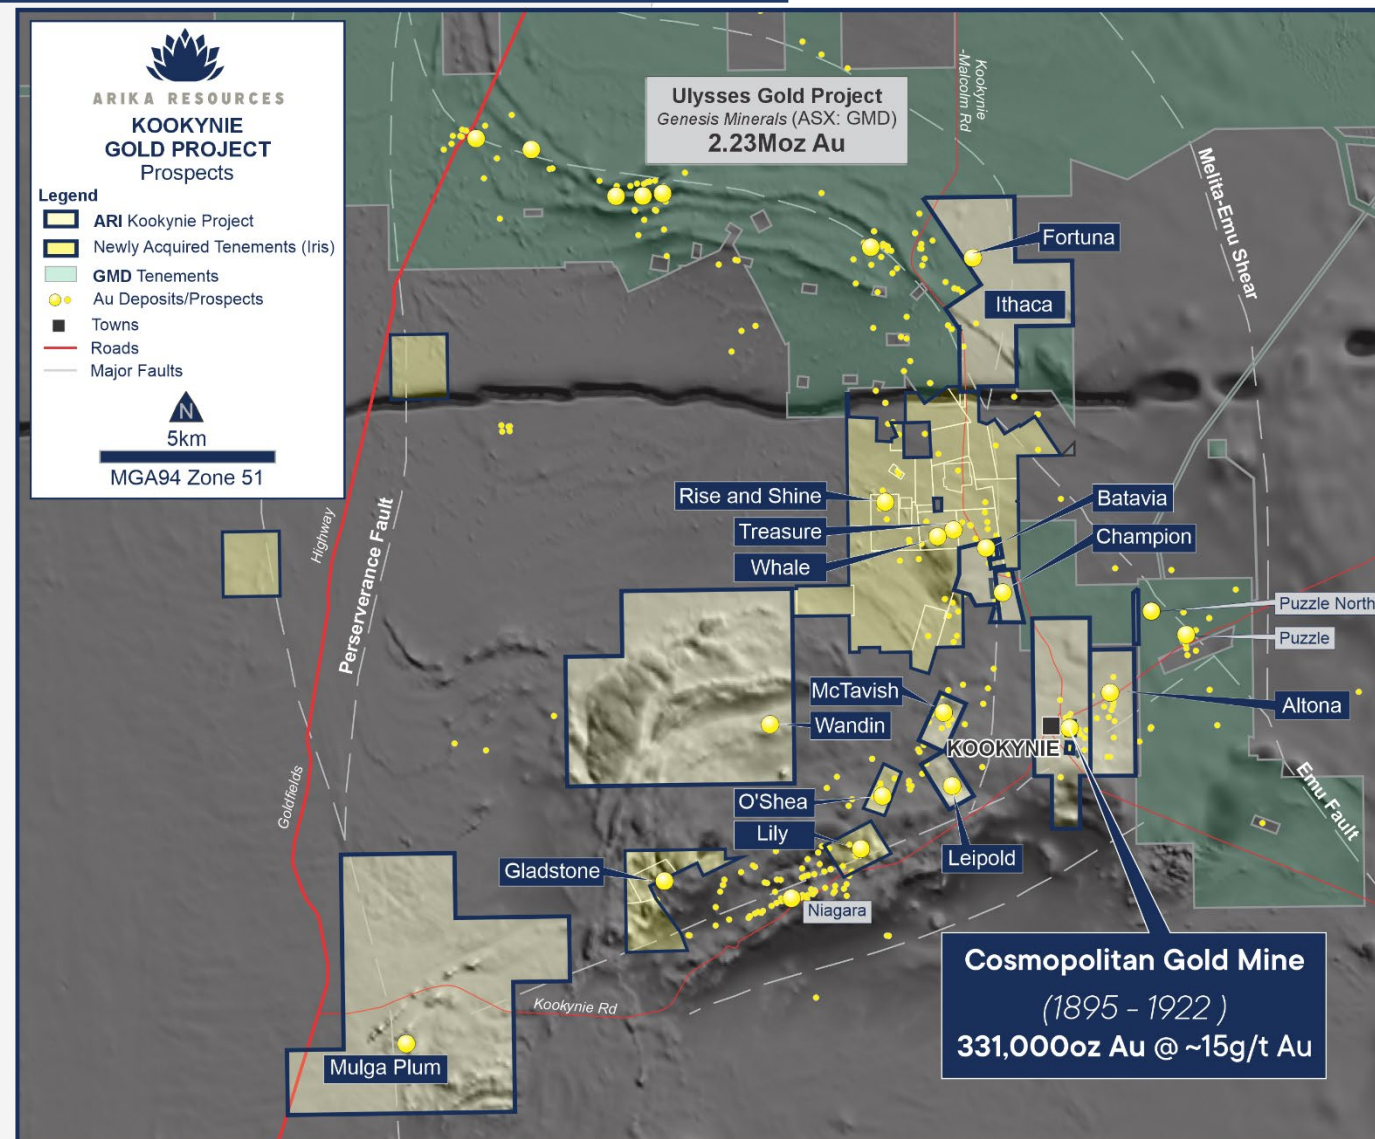 ARIKA RESOURCES
KOOKYNIE
GOLD PROJECT
Prospects
Legend
ARI Kookynie Project
Newly Acquired Tenements (Iris)
GMD Tenements
Au Deposits/Prospects
Towns
Roads
Major Faults
N
5km
MGA94 Zone 51
Ulysses Gold Project
Genesis Minerals (ASX: GMD)
2.23Moz Au
Kookynie
-Malcolm Rd
Melita-Emu Shear
Fortuna
Ithaca
Rise and Shine
Treasure
Whale
Batavia
Champion
Highway
Perserverance Fault
Puzzle North
Puzzle
McTavish
Wandin
Altona
KOOKYNIE
Goldfields
O'Shea
Lily
Leipold
Emu Fault
Gladstone
Niagara
Kookynie Rd
Mulga Plum
Cosmopolitan Gold Mine
(1895 - 1922 )
331,000oz Au @ ~15g/t Au